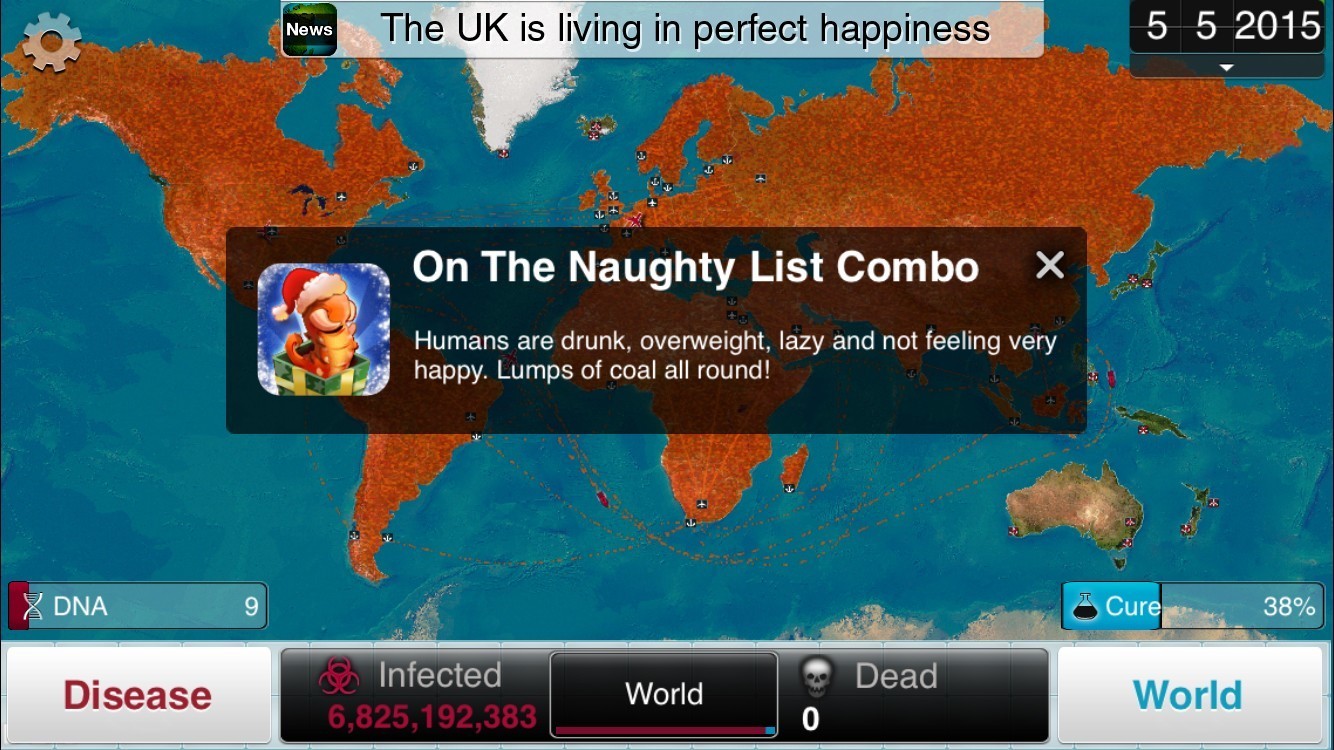 News
The UK is living in perfect happiness
5 5 2015
On The Naughty List Combo
Humans are drunk, overweight, lazy and not feeling very
happy. Lumps of coal all round!
DNA 9
Cure 38%
Disease
Infected
6,825,192,383
World
Dead
0
World